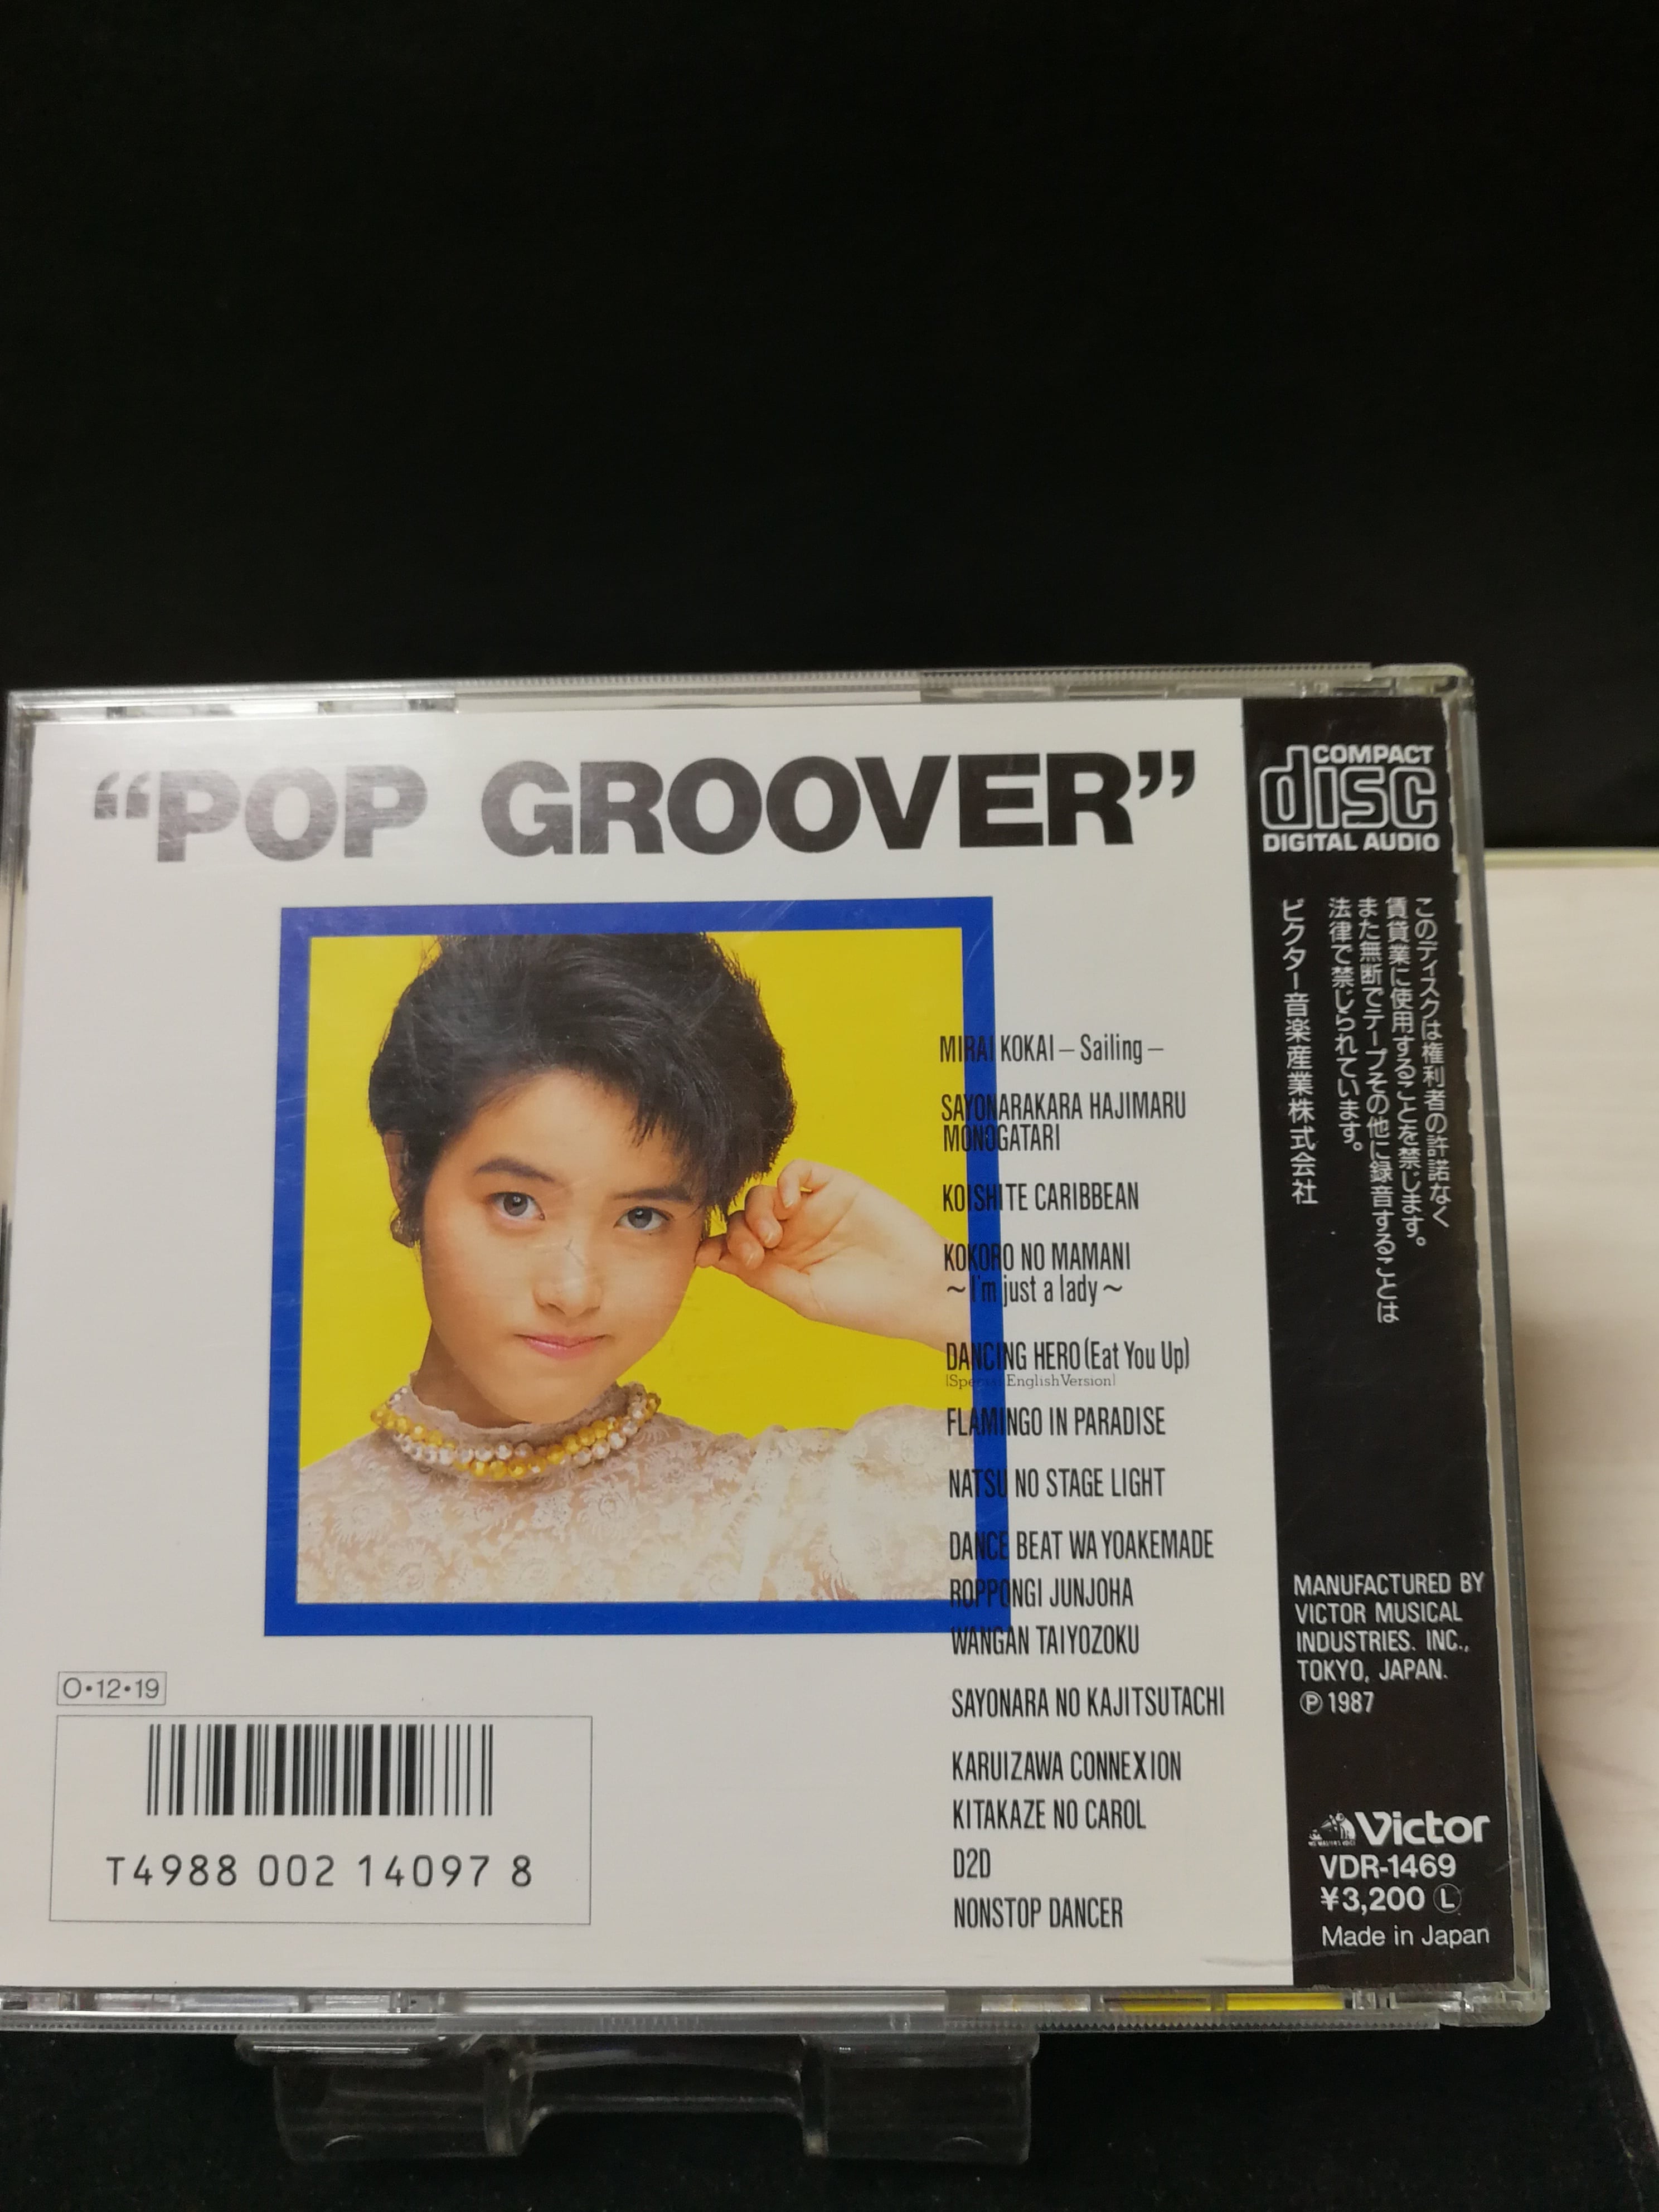 “POP GROOVER”
MIRAI KOKAI – Sailing –
SAYONARAKARA HAJIMARU
MONOGATARI
KOISHITE CARIBBEAN
KOKORO NO MAMANI
~I'm just a lady~
DANCING HERO (Eat You Up)
[Special English Version]
FLAMINGO IN PARADISE
NATSU NO STAGE LIGHT
DANCE BEAT WA YOAKEMADE
ROPPONGI JUNJOHA
WANGAN TAIYOZOKU
SAYONARA NO KAJITSUTACHI
KARUIZAWA CONNEXION
KITAKAZE NO CAROL
D2D
NONSTOP DANCER
O•12•19
T4988 002 14097 8
COMPACT
disc
DIGITAL AUDIO
このディスクは権利者の許諾なく
賃貸業に使用することを禁じます。
また無断でテープその他に録音することは
法律で禁じられています。
ビクター音楽産業株式会社
MANUFACTURED BY
VICTOR MUSICAL
INDUSTRIES. INC.,
TOKYO, JAPAN.
Ⓟ 1987
Victor
VDR-1469
¥3,200 Ⓛ
Made in Japan